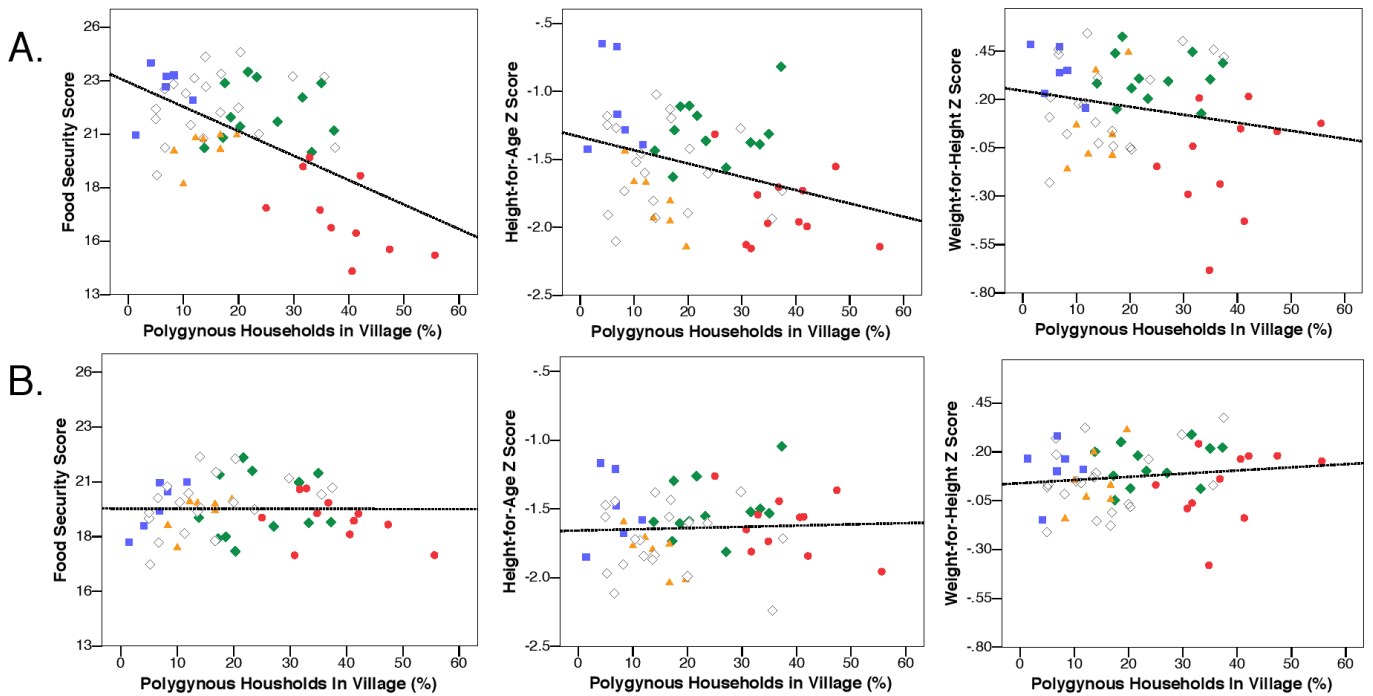 A.
Food Security Score
26
23
21
18
16
13
0 10 20 30 40 50 60
Polygynous Households in Village (%)
Height-for-Age Z Score
-.5
-1.0
-1.5
-2.0
-2.5
0 10 20 30 40 50 60
Polygynous Households in Village (%)
Weight-for-Height Z Score
.45
.20
-.05
-.30
-.55
-.80
0 10 20 30 40 50 60
Polygynous Households In Village (%)
B.
Food Security Score
26
23
21
18
16
13
0 10 20 30 40 50 60
Polygynous Housholds In Village (%)
Height-for-Age Z Score
-.5
-1.0
-1.5
-2.0
-2.5
0 10 20 30 40 50 60
Polygynous Households In Village (%)
Weight-for-Height Z Score
.45
.20
-.05
-.30
-.55
-.80
0 10 20 30 40 50 60
Polygynous Households In Village (%)